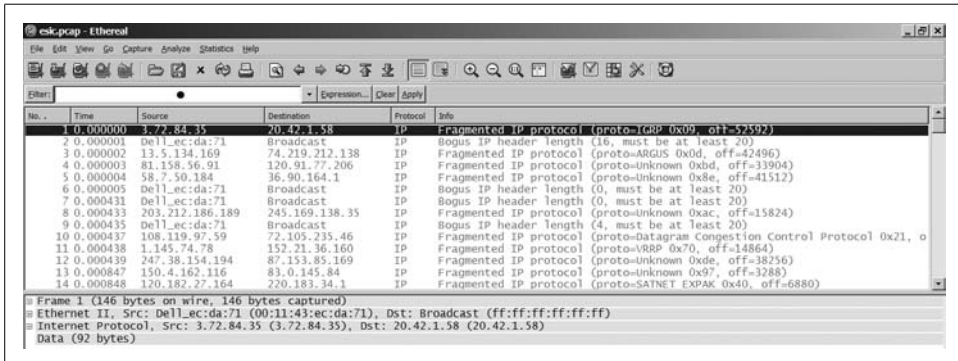 esic.pcap - Ethereal
File Edit View Go Capture Analyze Statistics Help
Filter: Expression... Clear Apply
No. . Time Source Destination Protocol Info
1 0.000000 3.72.84.35 20.42.1.58 IP Fragmented IP protocol (proto=IGRP 0x09, off=52592)
2 0.000001 Dell_ec:da:71 Broadcast IP Bogus IP header length (16, must be at least 20)
3 0.000002 13.5.134.169 74.219.212.138 IP Fragmented IP protocol (proto=ARGUS 0x0d, off=42496)
4 0.000003 81.158.56.91 120.91.77.206 IP Fragmented IP protocol (proto=Unknown 0xbd, off=33904)
5 0.000004 58.7.50.184 36.90.164.1 IP Fragmented IP protocol (proto=Unknown 0x8e, off=41512)
6 0.000005 Dell_ec:da:71 Broadcast IP Bogus IP header length (0, must be at least 20)
7 0.000431 Dell_ec:da:71 Broadcast IP Bogus IP header length (0, must be at least 20)
8 0.000433 203.212.186.189 245.169.138.35 IP Fragmented IP protocol (proto=Unknown 0xac, off=15824)
9 0.000435 Dell_ec:da:71 Broadcast IP Bogus IP header length (4, must be at least 20)
10 0.000437 108.119.97.59 72.105.235.46 IP Fragmented IP protocol (proto=Datagram Congestion Control Protocol 0x21, o
11 0.000438 1.145.74.78 152.21.36.160 IP Fragmented IP protocol (proto=VRRP 0x70, off=14864)
12 0.000439 247.38.154.194 87.153.85.169 IP Fragmented IP protocol (proto=Unknown 0xde, off=38256)
13 0.000847 150.4.162.116 83.0.145.84 IP Fragmented IP protocol (proto=Unknown 0x97, off=3288)
14 0.000848 120.182.27.164 220.183.34.1 IP Fragmented IP protocol (proto=SATNET EXPAK 0x40, off=6880)
Frame 1 (146 bytes on wire, 146 bytes captured)
Ethernet II, Src: Dell_ec:da:71 (00:11:43:ec:da:71), Dst: Broadcast (ff:ff:ff:ff:ff:ff)
Internet Protocol, Src: 3.72.84.35 (3.72.84.35), Dst: 20.42.1.58 (20.42.1.58)
Data (92 bytes)